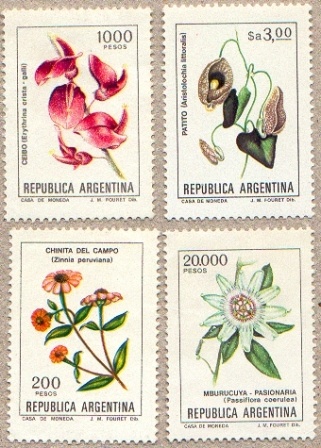 1000
PESOS
CEIBO (Erythrina crista - galli)
REPUBLICA ARGENTINA
CASA DE MONEDA J. M. FOURET Dib.
$a3,00
PATITO (Aristolochia littoralis)
REPUBLICA ARGENTINA
CASA DE MONEDA J. M. FOURET Dib.
CHINITA DEL CAMPO
(Zinnia peruviana)
200
PESOS
REPUBLICA ARGENTINA
CASA DE MONEDA J. M. FOURET Dib.
20.000
PESOS
MBURUCUYA - PASIONARIA
(Passiflora coerulea)
REPUBLICA ARGENTINA
CASA DE MONEDA J. M. FOURET Dib.